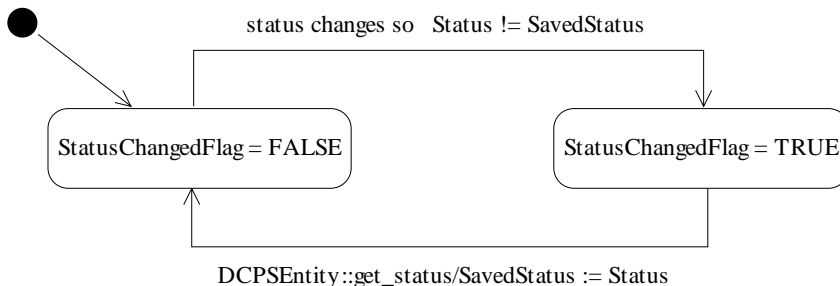 status changes so Status != SavedStatus
StatusChangedFlag = FALSE
StatusChangedFlag = TRUE
DCPSEntity::get_status/SavedStatus := Status